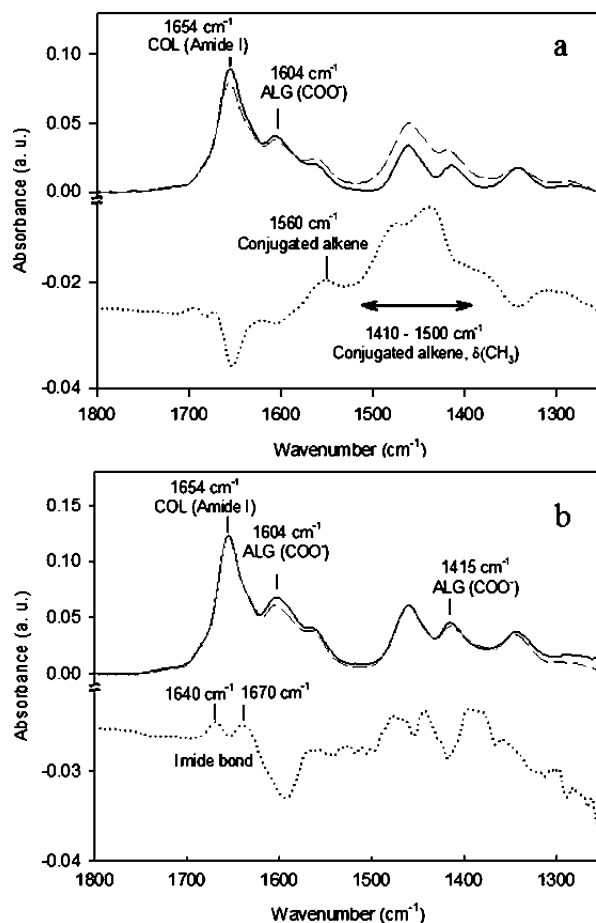 a
1654 cm⁻¹
COL (Amide I)
1604 cm⁻¹
ALG (COO⁻)
0.10
0.05
0.00
1560 cm⁻¹
Conjugated alkene
-0.02
1410 - 1500 cm⁻¹
Conjugated alkene, δ(CH₃)
-0.04
1800 1700 1600 1500 1400 1300
Wavenumber (cm⁻¹)
Absorbance (a. u.)
b
0.15
1654 cm⁻¹
COL (Amide I)
1604 cm⁻¹
ALG (COO⁻)
1415 cm⁻¹
ALG (COO⁻)
0.10
0.05
0.00
1640 cm⁻¹ 1670 cm⁻¹
Imide bond
-0.03
-0.04
1800 1700 1600 1500 1400 1300
Wavenumber (cm⁻¹)
Absorbance (a. u.)